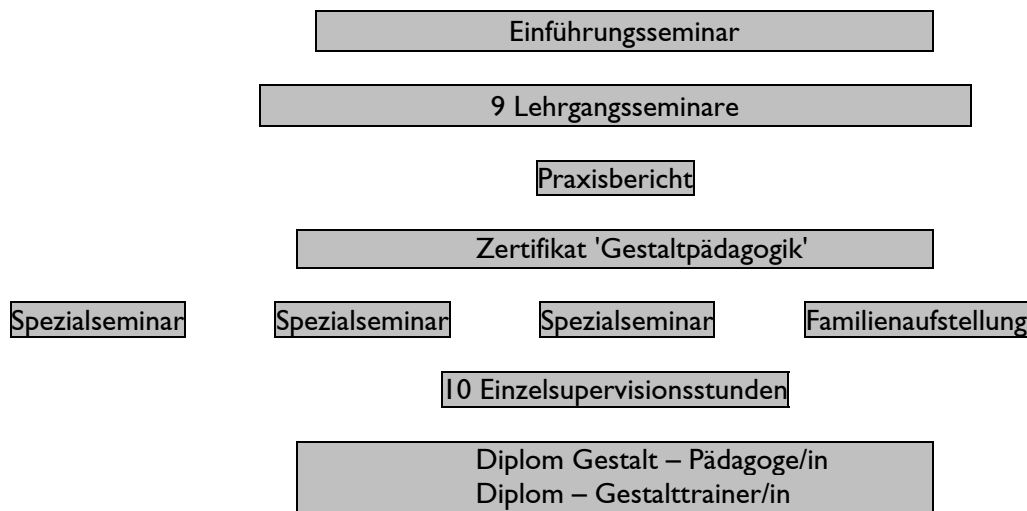 Einführungsseminar
9 Lehrgangsseminare
Praxisbericht
Zertifikat 'Gestaltpädagogik'
Spezialseminar Spezialseminar Spezialseminar Familienaufstellung
10 Einzelsupervisionsstunden
Diplom Gestalt – Pädagoge/in
Diplom – Gestalttrainer/in